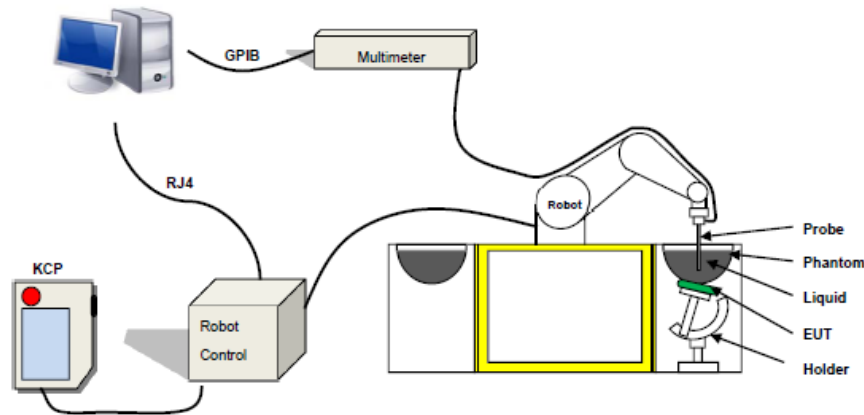 GPIB
Multimeter
RJ4
Robot
KCP
Robot
Control
Probe
Phantom
Liquid
EUT
Holder